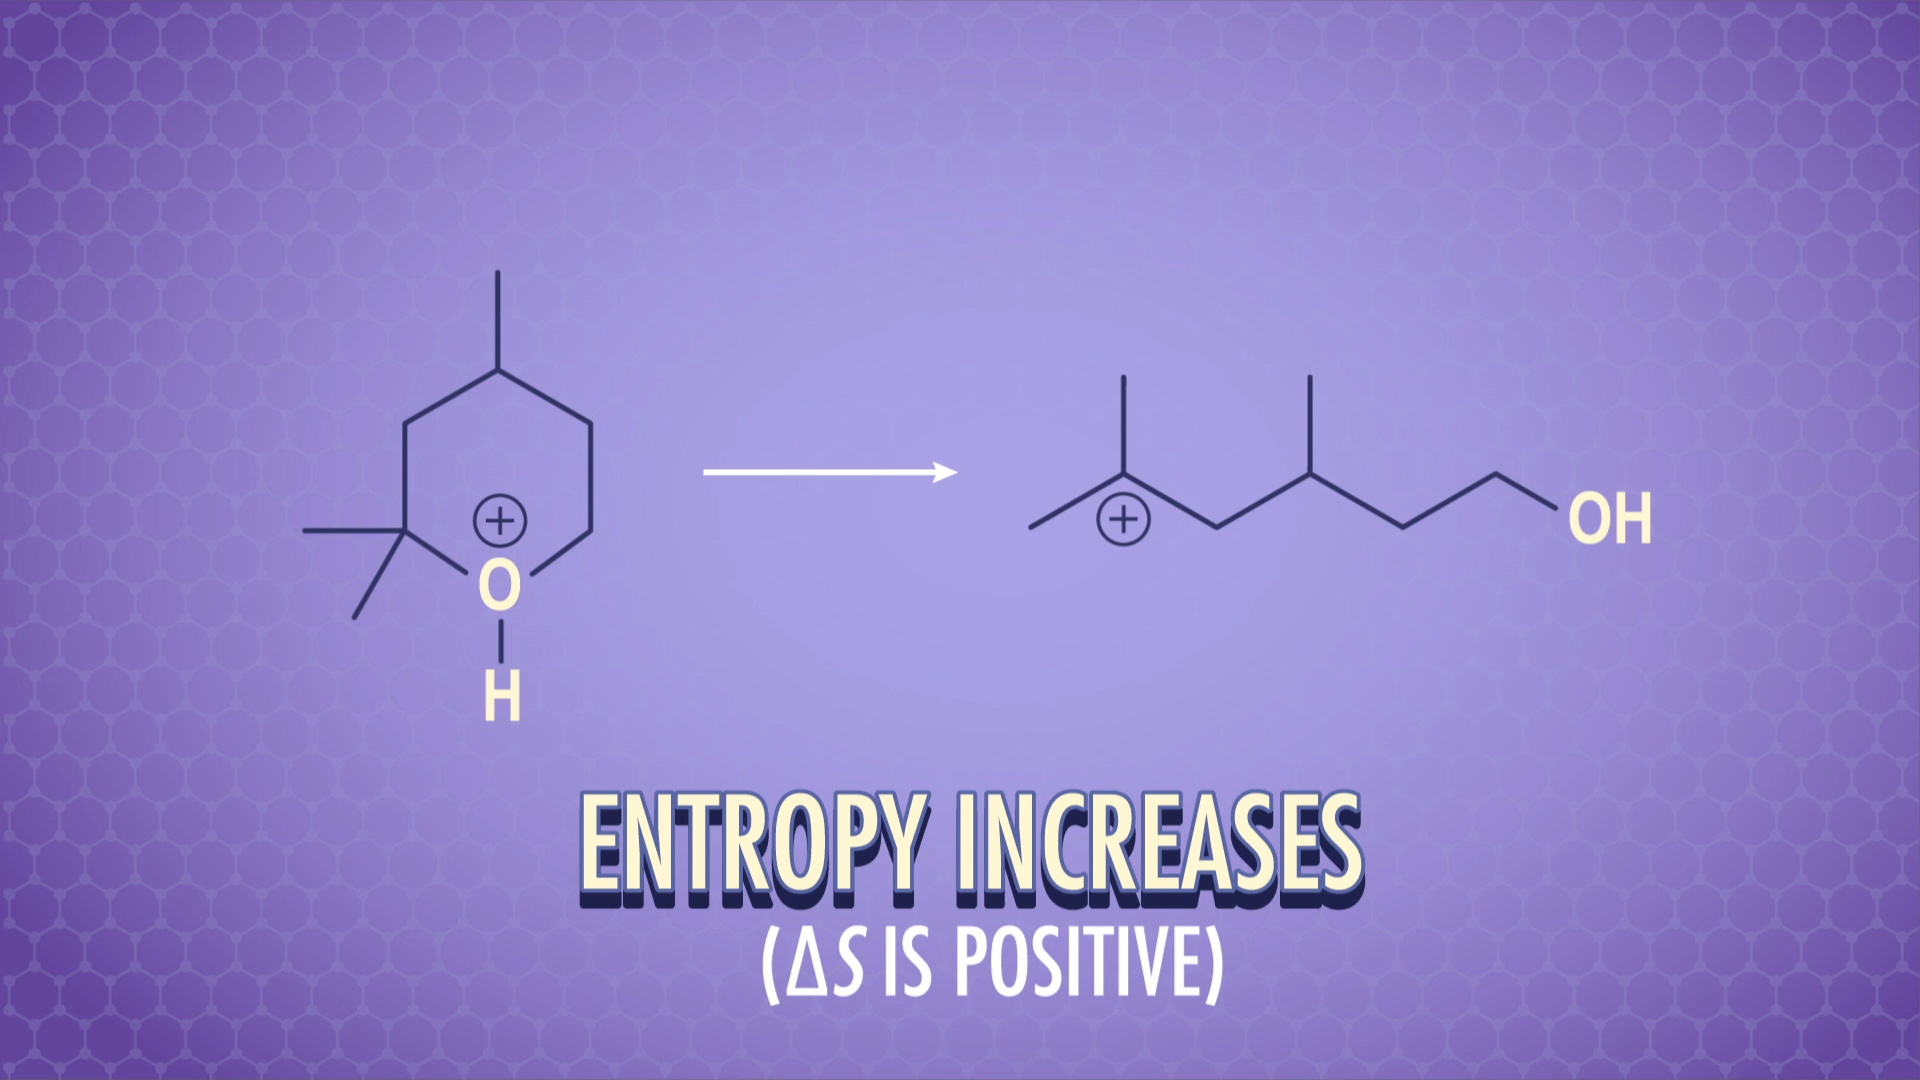 ⊕
⊕
OH
O
H
ENTROPY INCREASES
(ΔS IS POSITIVE)